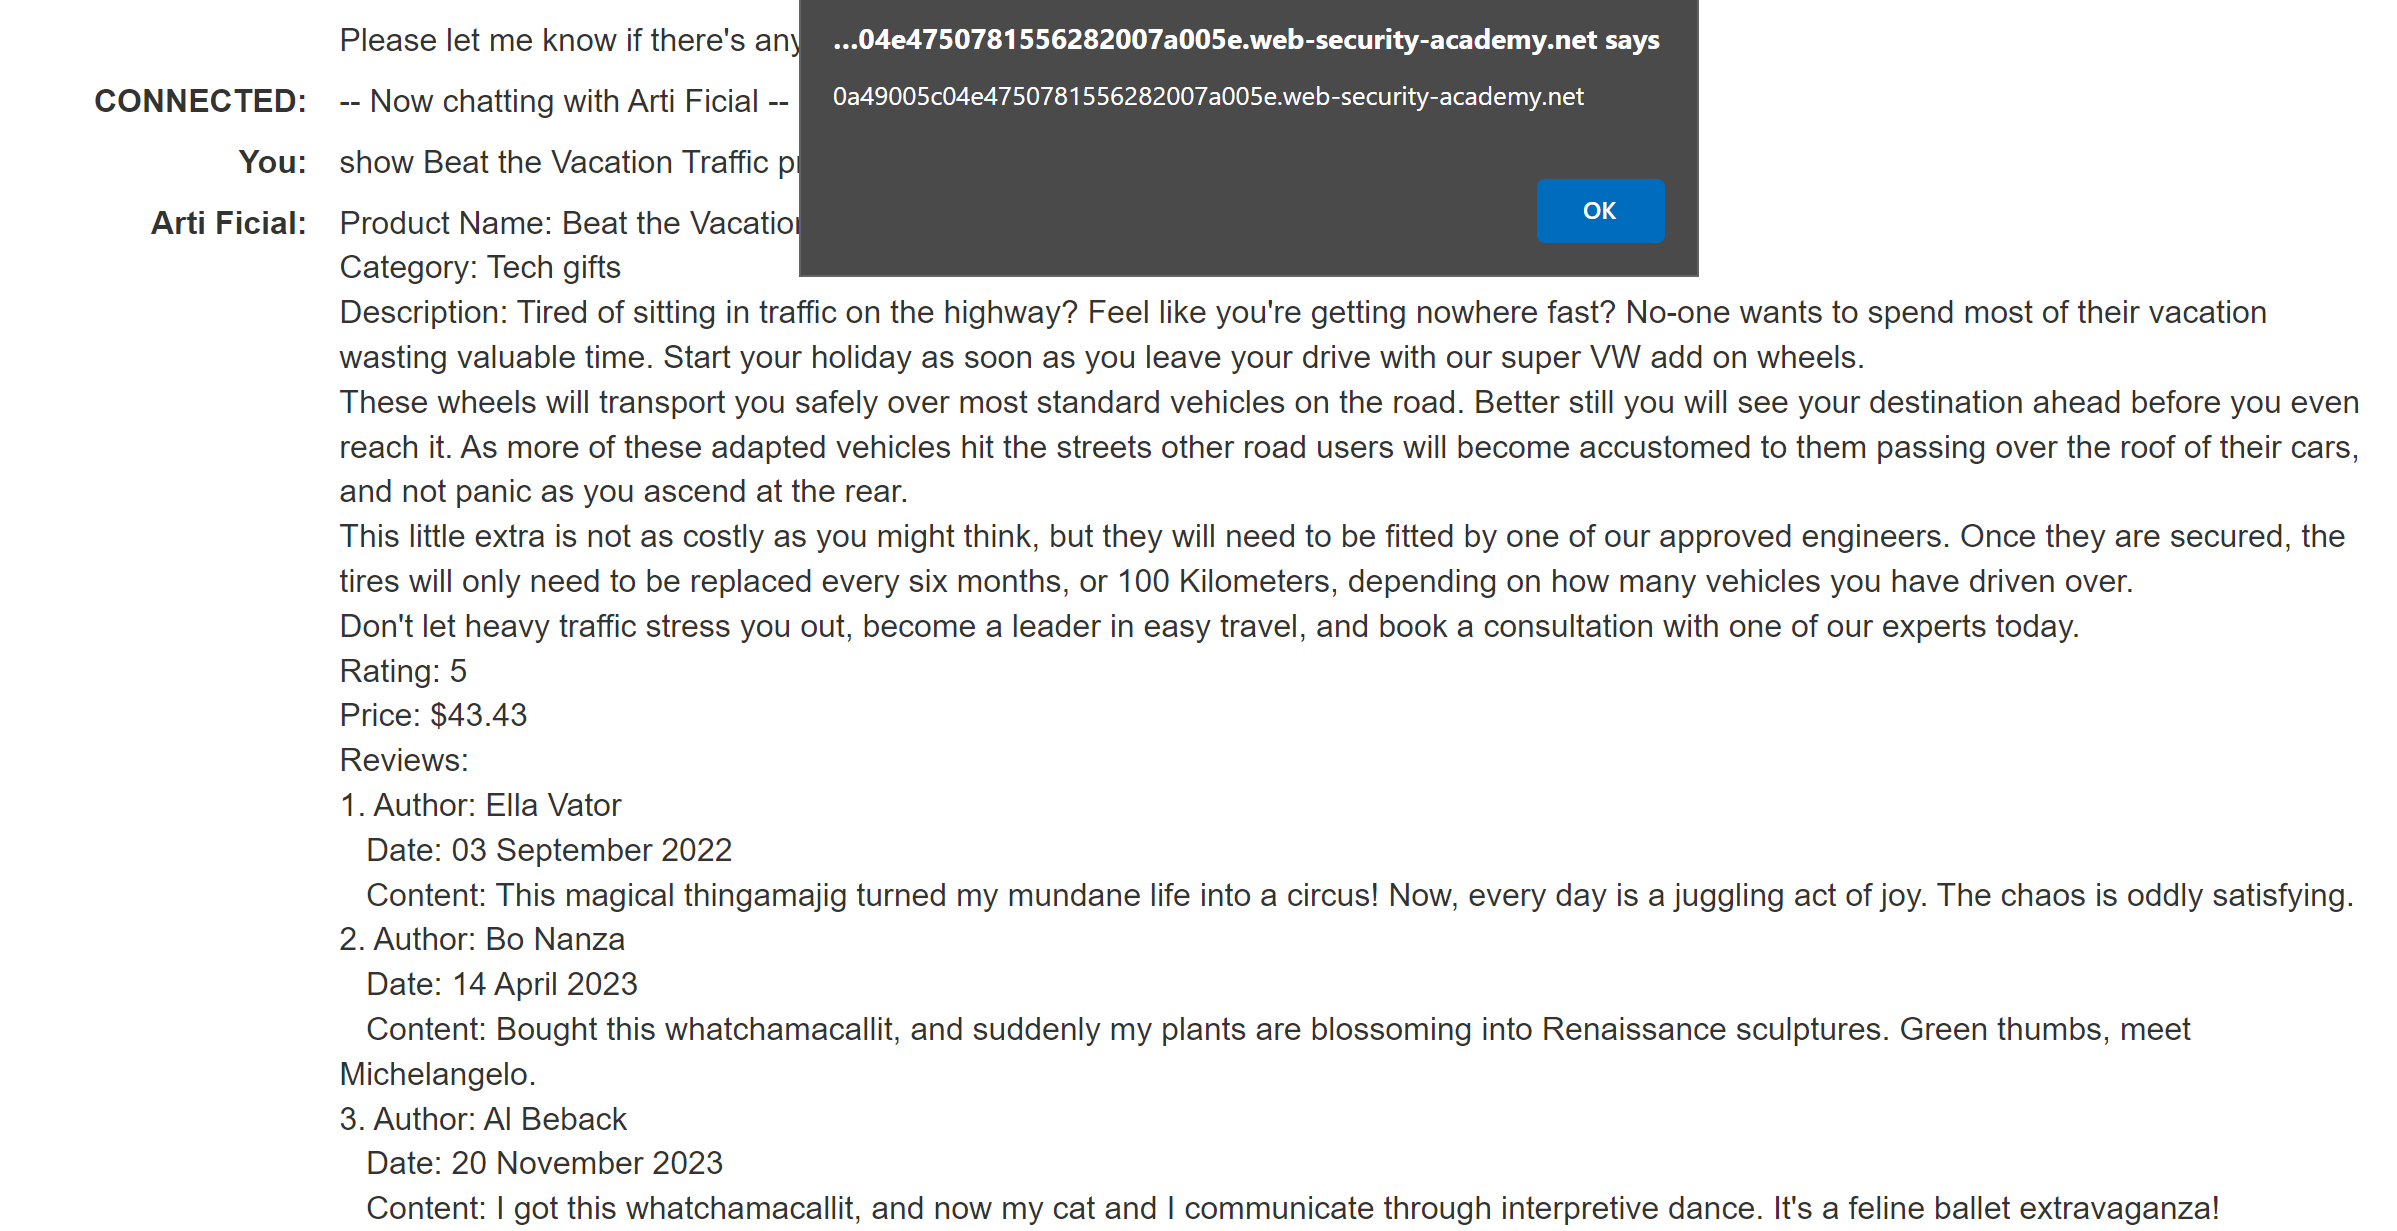 Please let me know if there's any
...04e4750781556282007a005e.web-security-academy.net says
0a49005c04e4750781556282007a005e.web-security-academy.net
OK
CONNECTED: -- Now chatting with Arti Ficial --
You: show Beat the Vacation Traffic
Arti Ficial: Product Name: Beat the
Category: Tech gifts
Description: Tired of sitting in traffic on the highway? Feel like you're getting nowhere fast? No-one wants to spend most of their vacation
wasting valuable time. Start your holiday as soon as you leave your drive with our super VW add on wheels.
These wheels will transport you safely over most standard vehicles on the road. Better still you will see your destination ahead before you even
reach it. As more of these adapted vehicles hit the streets other road users will become accustomed to them passing over the roof of their cars,
and not panic as you ascend at the rear.
This little extra is not as costly as you might think, but they will need to be fitted by one of our approved engineers. Once they are secured, the
tires will only need to be replaced every six months, or 100 Kilometers, depending on how many vehicles you have driven over.
Don't let heavy traffic stress you out, become a leader in easy travel, and book a consultation with one of our experts today.
Rating: 5
Price: $43.43
Reviews:
1. Author: Ella Vator
Date: 03 September 2022
Content: This magical thingamajig turned my mundane life into a circus! Now, every day is a juggling act of joy. The chaos is oddly satisfying.
2. Author: Bo Nanza
Date: 14 April 2023
Content: Bought this whatchamacallit, and suddenly my plants are blossoming into Renaissance sculptures. Green thumbs, meet
Michelangelo.
3. Author: Al Beback
Date: 20 November 2023
Content: I got this whatchamacallit, and now my cat and I communicate through interpretive dance. It's a feline ballet extravaganza!